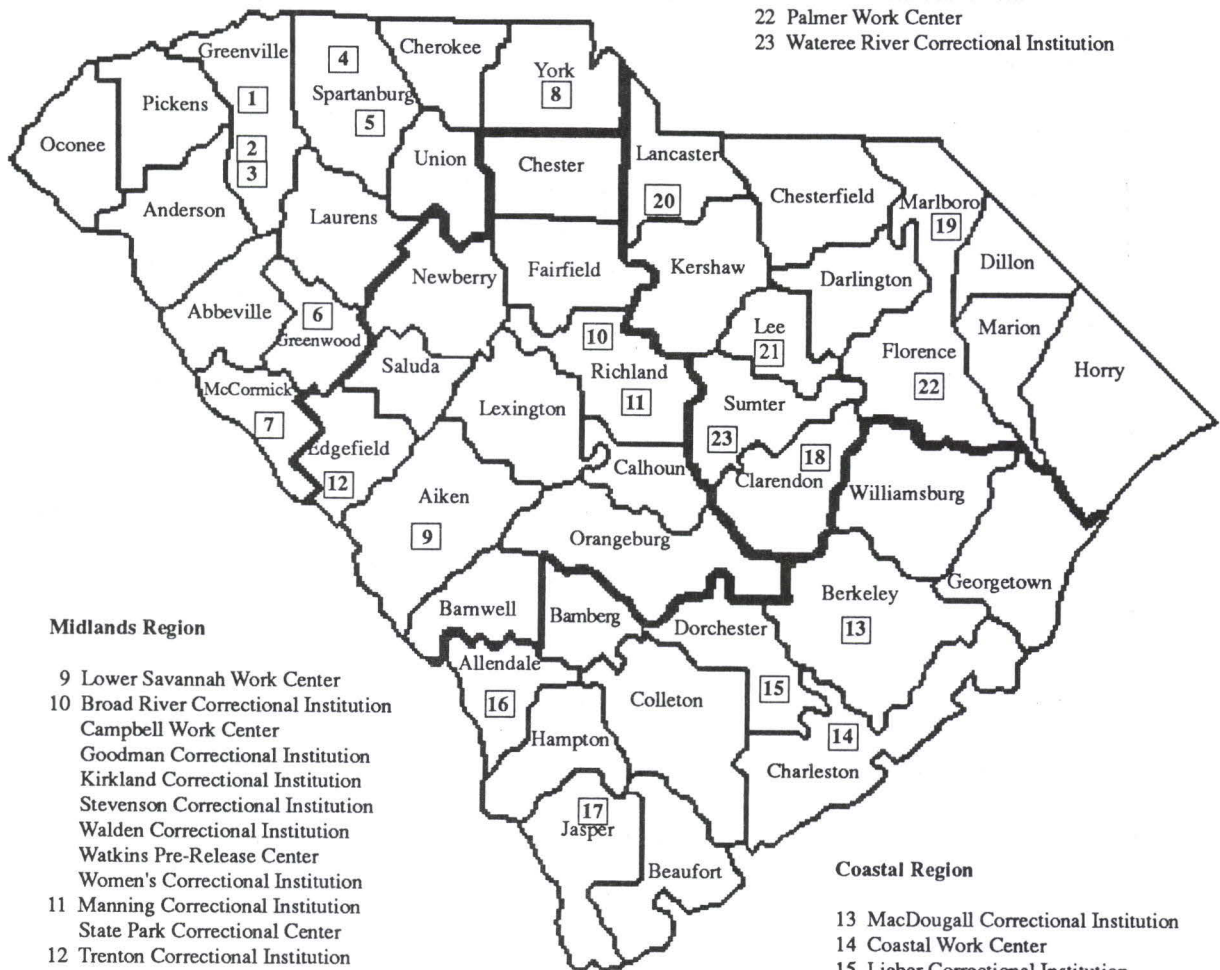 22 Palmer Work Center
23 Wateree River Correctional Institution
Greenville
Cherokee
4
York
1
Spartanburg
8
Pickens
5
Oconee
2
Union
Chester
Lancaster
3
Chesterfield
Anderson
Laurens
20
Marlboro
19
Newberry
Fairfield
Kershaw
Dillon
Darlington
Abbeville
6
10
Lee
Marion
Greenwood
21
Florence
Saluda
Richland
Horry
McCormick
22
Lexington
11
Sumter
7
23
Edgefield
18
Calhoun
12
Clarendon
Aiken
Williamsburg
9
Orangeburg
Georgetown
Berkeley
Barnwell
Bamberg
Dorchester
13
Midlands Region
Allendale
9 Lower Savannah Work Center
15
16
Colleton
10 Broad River Correctional Institution
Campbell Work Center
14
Hampton
Goodman Correctional Institution
Charleston
Kirkland Correctional Institution
Stevenson Correctional Institution
17
Jasper
Walden Correctional Institution
Watkins Pre-Release Center
Beaufort
Coastal Region
Women's Correctional Institution
11 Manning Correctional Institution
13 MacDougall Correctional Institution
State Park Correctional Center
14 Coastal Work Center
12 Trenton Correctional Institution
15 Lieber Correctional Institution